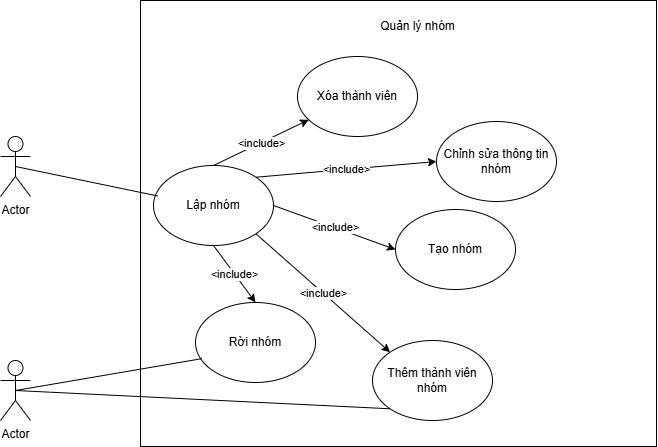 Quản lý nhóm
Xóa thành viên
<include>
Chỉnh sửa thông tin
nhóm
<include>
Lập nhóm
Actor
<include>
Tạo nhóm
<include>
<include>
Rời nhóm
Thêm thành viên
nhóm
Actor